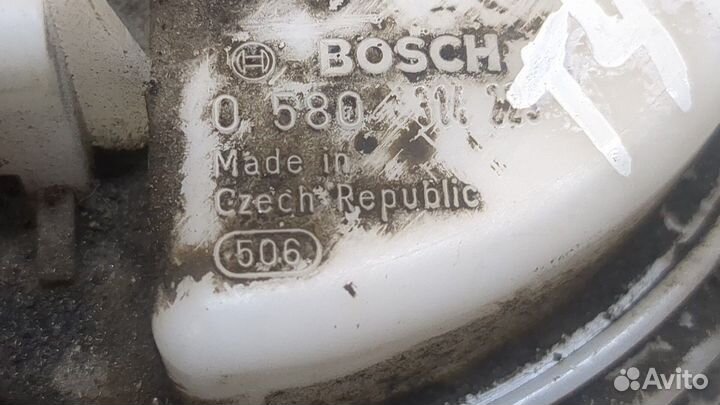 BOSCH
0 580
Made in
Czech Republic
506
Avito